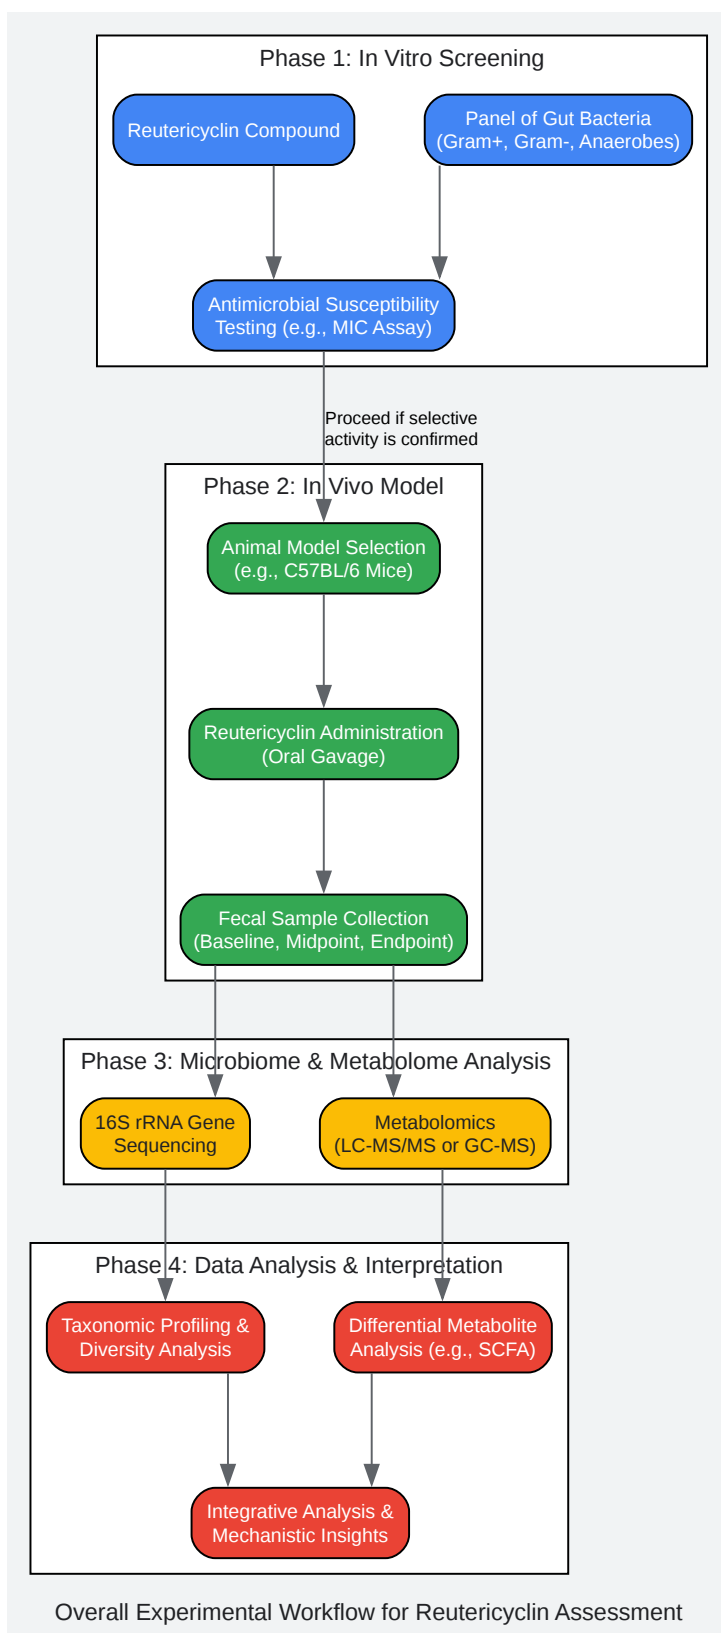 Phase 1: In Vitro Screening
Reutericyclin Compound
Panel of Gut Bacteria
(Gram+, Gram-, Anaerobes)
Antimicrobial Susceptibility
Testing (e.g., MIC Assay)
Proceed if selective
activity is confirmed
Phase 2: In Vivo Model
Animal Model Selection
(e.g., C57BL/6 Mice)
Reutericyclin Administration
(Oral Gavage)
Fecal Sample Collection
(Baseline, Midpoint, Endpoint)
Phase 3: Microbiome & Metabolome Analysis
16S rRNA Gene
Sequencing
Metabolomics
(LC-MS/MS or GC-MS)
Phase 4: Data Analysis & Interpretation
Taxonomic Profiling &
Diversity Analysis
Differential Metabolite
Analysis (e.g., SCFA)
Integrative Analysis &
Mechanistic Insights
Overall Experimental Workflow for Reutericyclin Assessment